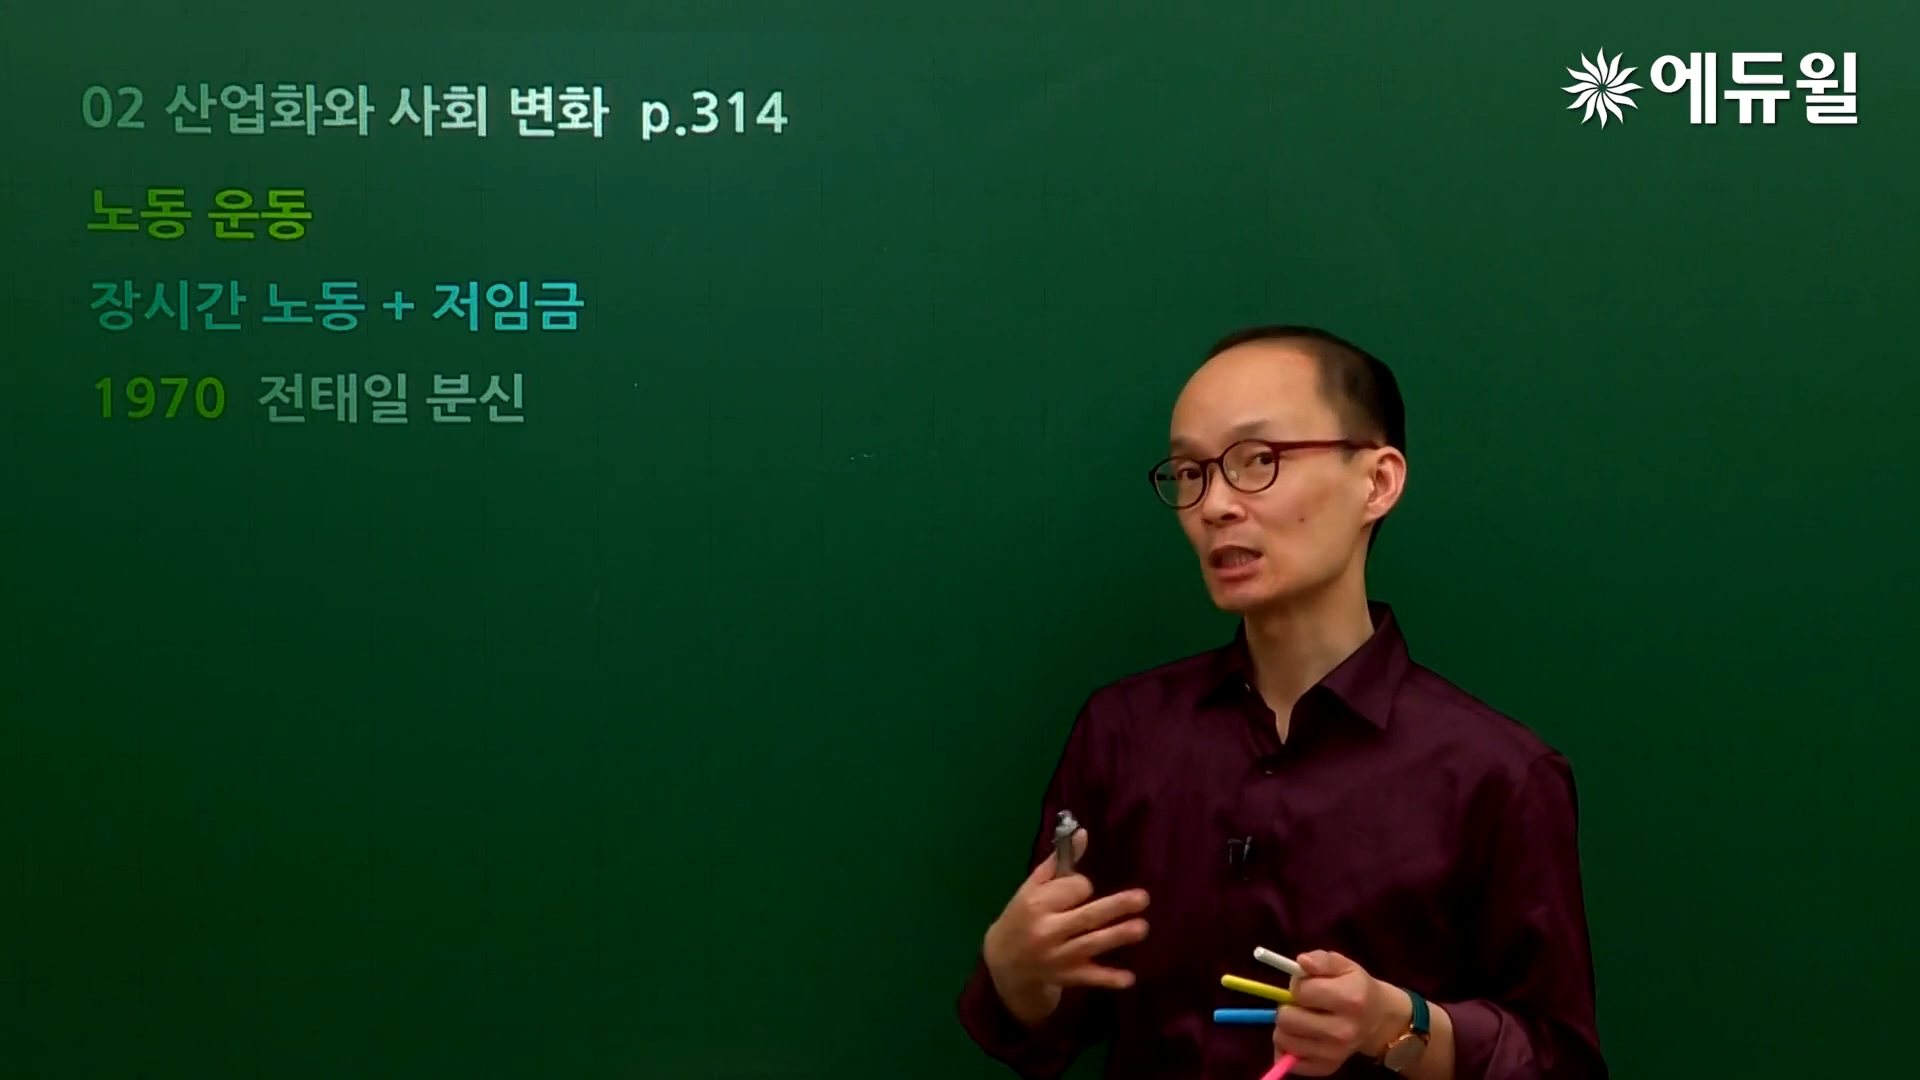 02 산업화와 사회 변화 p.314
에듀윌
노동 운동
장시간 노동 + 저임금
1970 전태일 분신